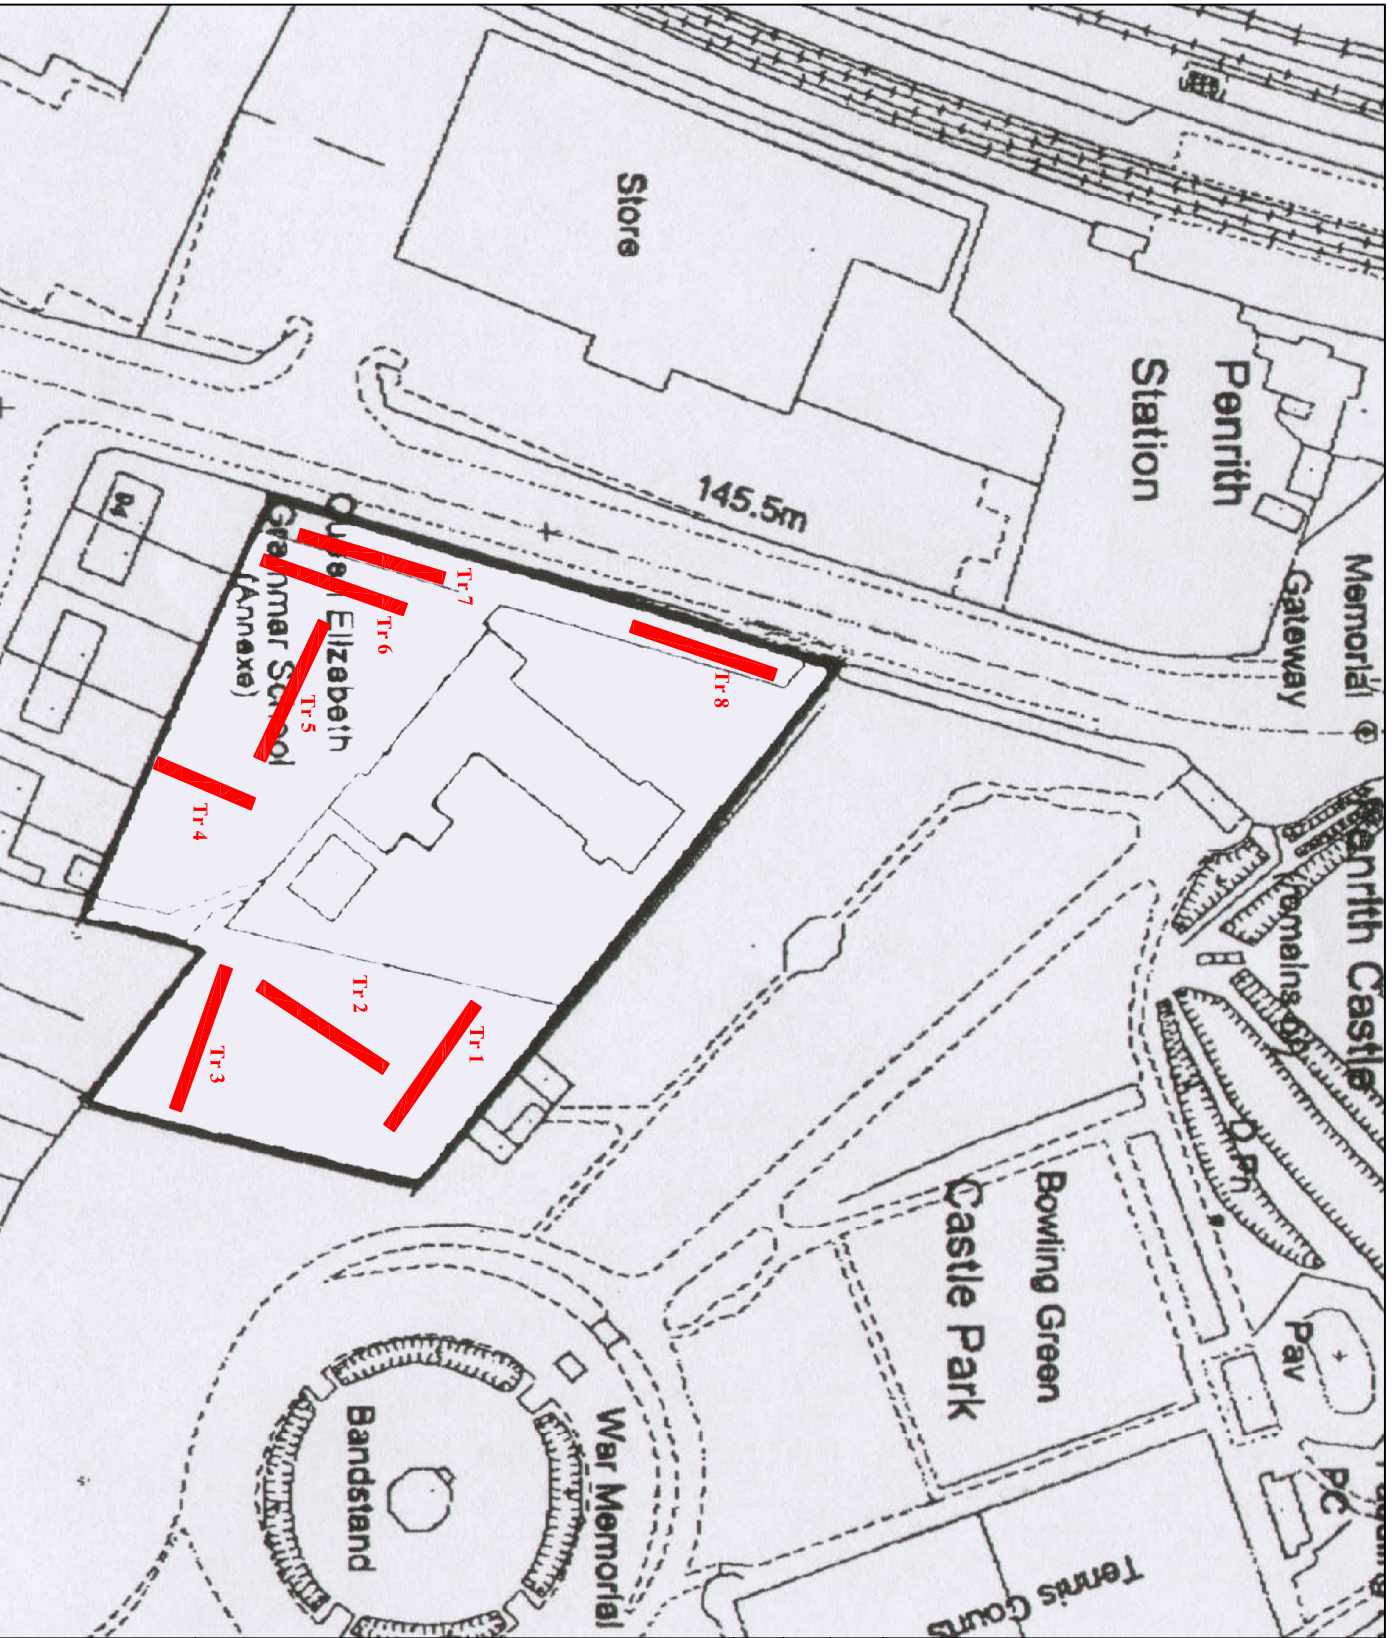 Store
Penrith
Station
145.5m
Memorial
Gateway
Queen Elizabeth
Grammar School
(Annexe)
94
Tr 7
Tr 6
Tr 5
Tr 4
Tr 8
Tr 2
Tr 1
Tr 3
Penrith Castle
(remains of)
D Fn
Bowling Green
Castle Park
Pav
PC
War Memorial
Bandstand
Tennis Courts